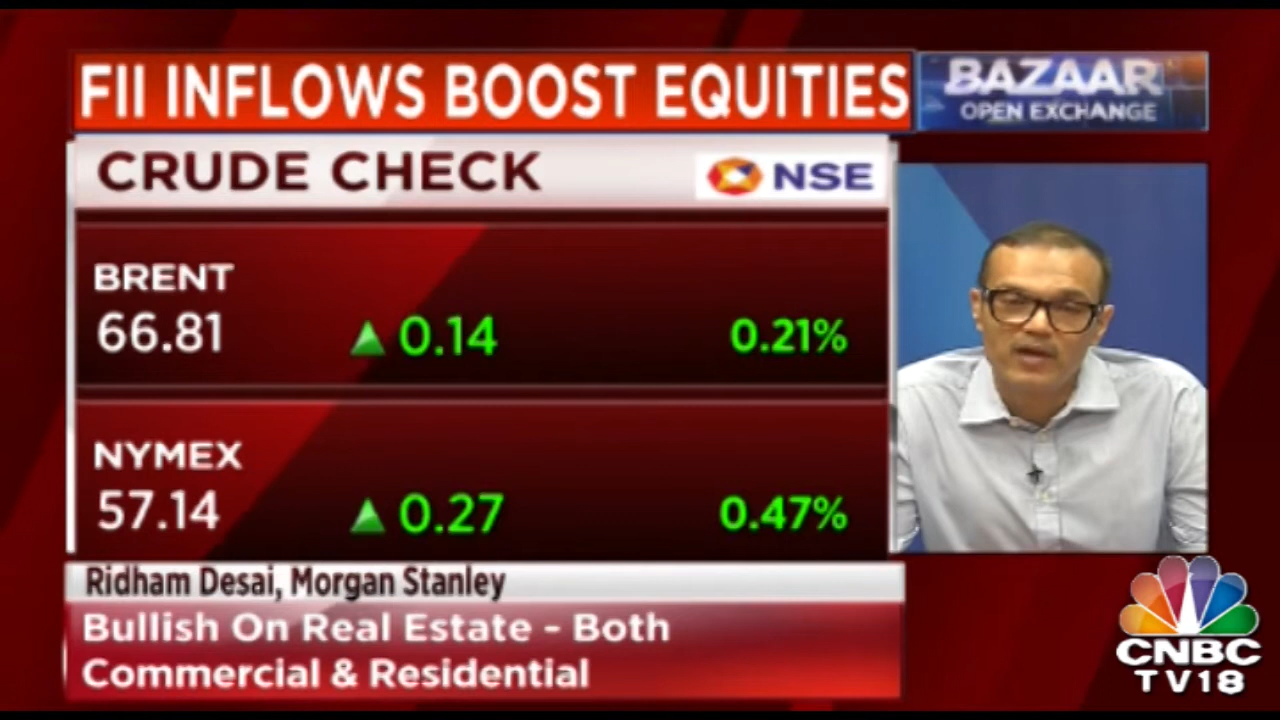 FII INFLOWS BOOST EQUITIES
BAZAAR
OPEN EXCHANGE
CRUDE CHECK
NSE
BRENT
66.81 ▲ 0.14 0.21%
NYMEX
57.14 ▲ 0.27 0.47%
Ridham Desai, Morgan Stanley
Bullish On Real Estate - Both
Commercial & Residential
CNBC
TV18